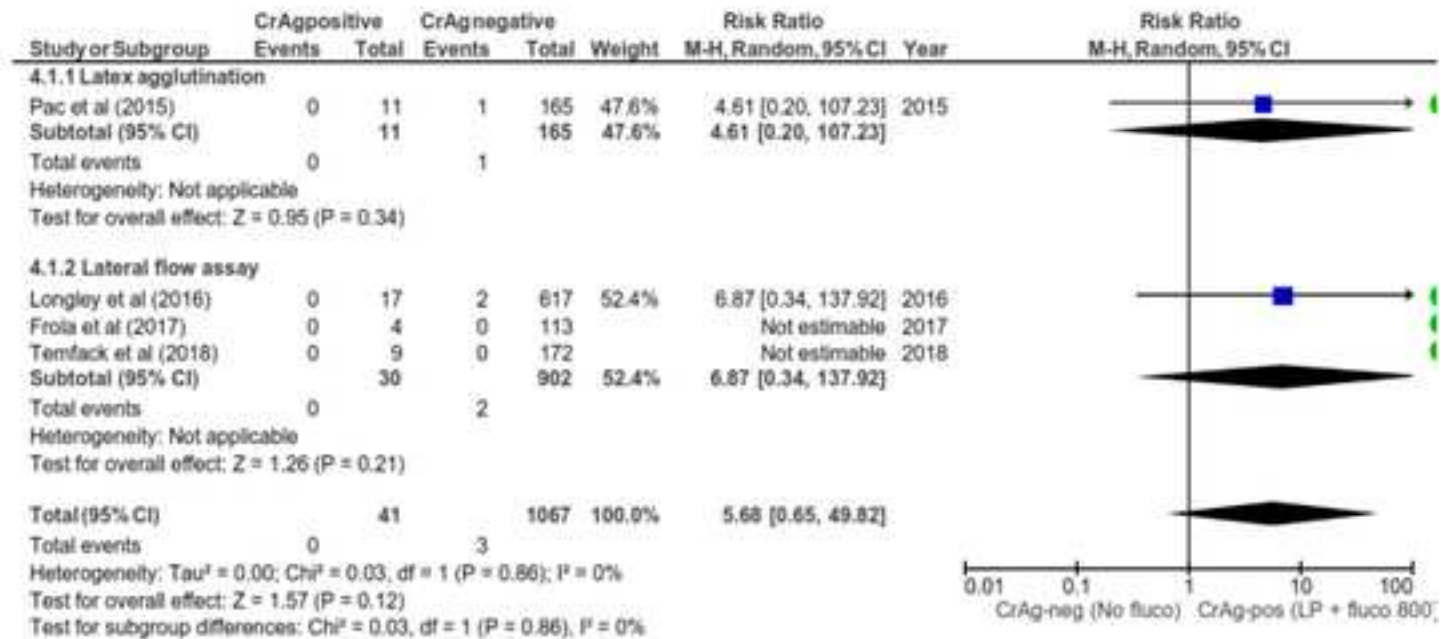 CrAgpositive CrAgnegative Risk Ratio Risk Ratio
Study or Subgroup Events Total Events Total Weight M-H, Random, 95% CI Year M-H, Random, 95% CI
4.1.1 Latex agglutination
Pac et al (2015) 0 11 1 165 47.6% 4.61 [0.20, 107.23] 2015
Subtotal (95% CI) 11 165 47.6% 4.61 [0.20, 107.23]
Total events 0 1
Heterogeneity: Not applicable
Test for overall effect: Z = 0.95 (P = 0.34)
4.1.2 Lateral flow assay
Longley et al (2016) 0 17 2 617 52.4% 6.87 [0.34, 137.92] 2016
Frola et al (2017) 0 4 0 113 Not estimable 2017
Temfack et al (2018) 0 9 0 172 Not estimable 2018
Subtotal (95% CI) 30 902 52.4% 6.87 [0.34, 137.92]
Total events 0 2
Heterogeneity: Not applicable
Test for overall effect: Z = 1.26 (P = 0.21)
Total (95% CI) 41 1067 100.0% 5.68 [0.65, 49.82]
Total events 0 3
Heterogeneity: Tau² = 0.00; Chi² = 0.03, df = 1 (P = 0.86); I² = 0%
Test for overall effect: Z = 1.57 (P = 0.12)
Test for subgroup differences: Chi² = 0.03, df = 1 (P = 0.86), I² = 0%
0.01 0.1 1 10 100
CrAg-neg (No fluco) CrAg-pos (LP + fluco 800